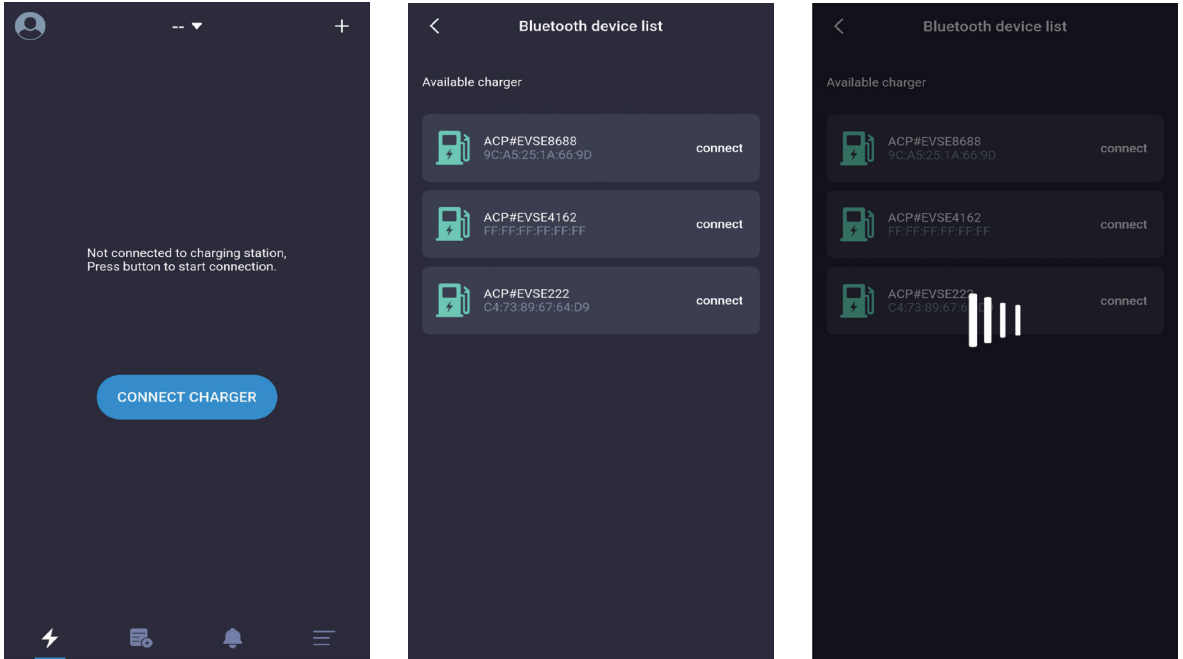 --
Not connected to charging station,
Press button to start connection.
CONNECT CHARGER
Bluetooth device list
Available charger
ACP#EVSE8688
9C:A5:25:1A:66:9D
connect
ACP#EVSE4162
FF:FF:FF:FF:FF:FF
connect
ACP#EVSE222
C4:73:89:67:64:D9
connect
Bluetooth device list
Available charger
ACP#EVSE8688
9C:A5:25:1A:66:9D
connect
ACP#EVSE4162
FF:FF:FF:FF:FF:FF
connect
ACP#EVSE222
connect